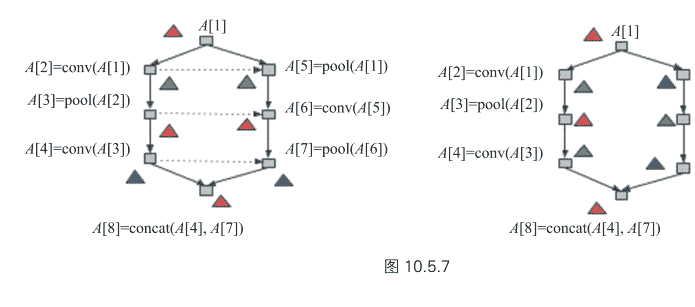 A[1]
A[2]=conv(A[1])
A[5]=pool(A[1])
A[3]=pool(A[2])
A[6]=conv(A[5])
A[4]=conv(A[3])
A[7]=pool(A[6])
A[8]=concat(A[4], A[7])
A[1]
A[2]=conv(A[1])
A[3]=pool(A[2])
A[4]=conv(A[3])
A[8]=concat(A[4], A[7])
图 10.5.7